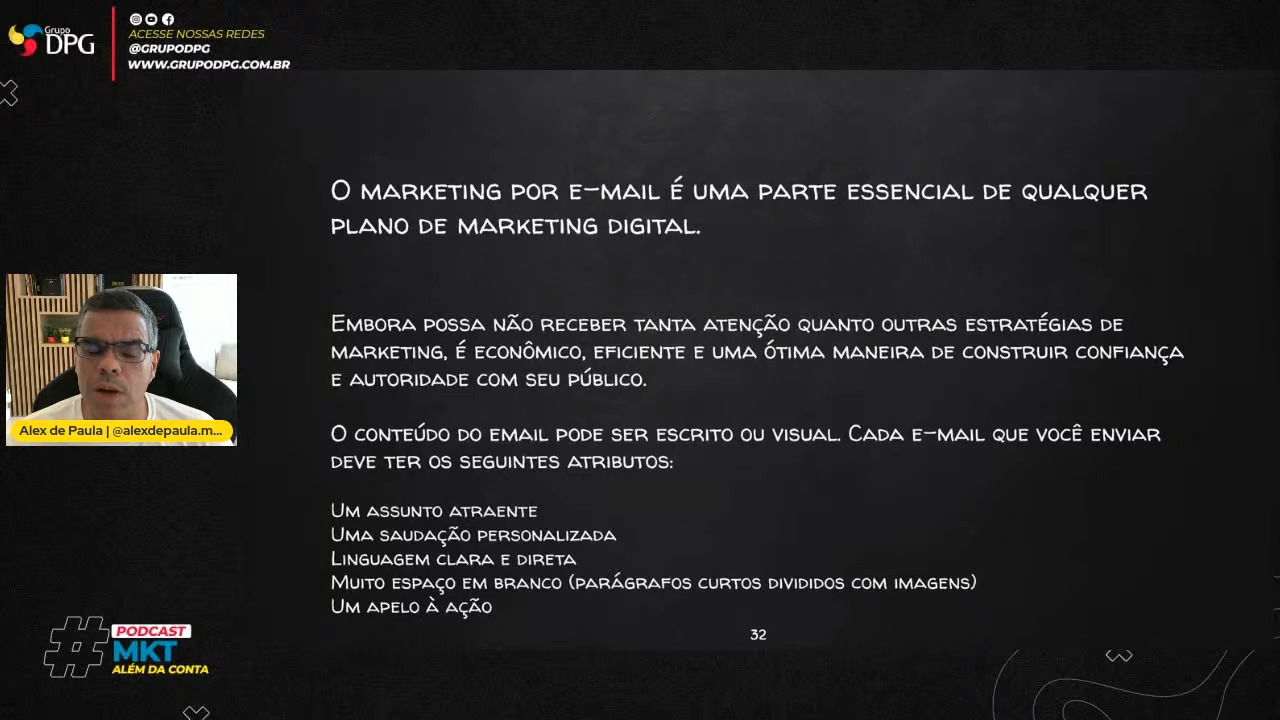 Grupo
DPG
ACESSE NOSSAS REDES
@GRUPODPG
WWW.GRUPODPG.COM.BR
O MARKETING POR E-MAIL É UMA PARTE ESSENCIAL DE QUALQUER
PLANO DE MARKETING DIGITAL.
EMBORA POSSA NÃO RECEBER TANTA ATENÇÃO QUANTO OUTRAS ESTRATÉGIAS DE
MARKETING, É ECONÔMICO, EFICIENTE E UMA ÓTIMA MANEIRA DE CONSTRUIR CONFIANÇA
E AUTORIDADE COM SEU PÚBLICO.
O CONTEÚDO DO EMAIL PODE SER ESCRITO OU VISUAL. CADA E-MAIL QUE VOCÊ ENVIAR
DEVE TER OS SEGUINTES ATRIBUTOS:
UM ASSUNTO ATRAENTE
UMA SAUDAÇÃO PERSONALIZADA
LINGUAGEM CLARA E DIRETA
MUITO ESPAÇO EM BRANCO (PARÁGRAFOS CURTOS DIVIDIDOS COM IMAGENS)
UM APELO À AÇÃO
32
Alex de Paula | @alexdepaula.m...
# PODCAST
MKT
ALÉM DA CONTA